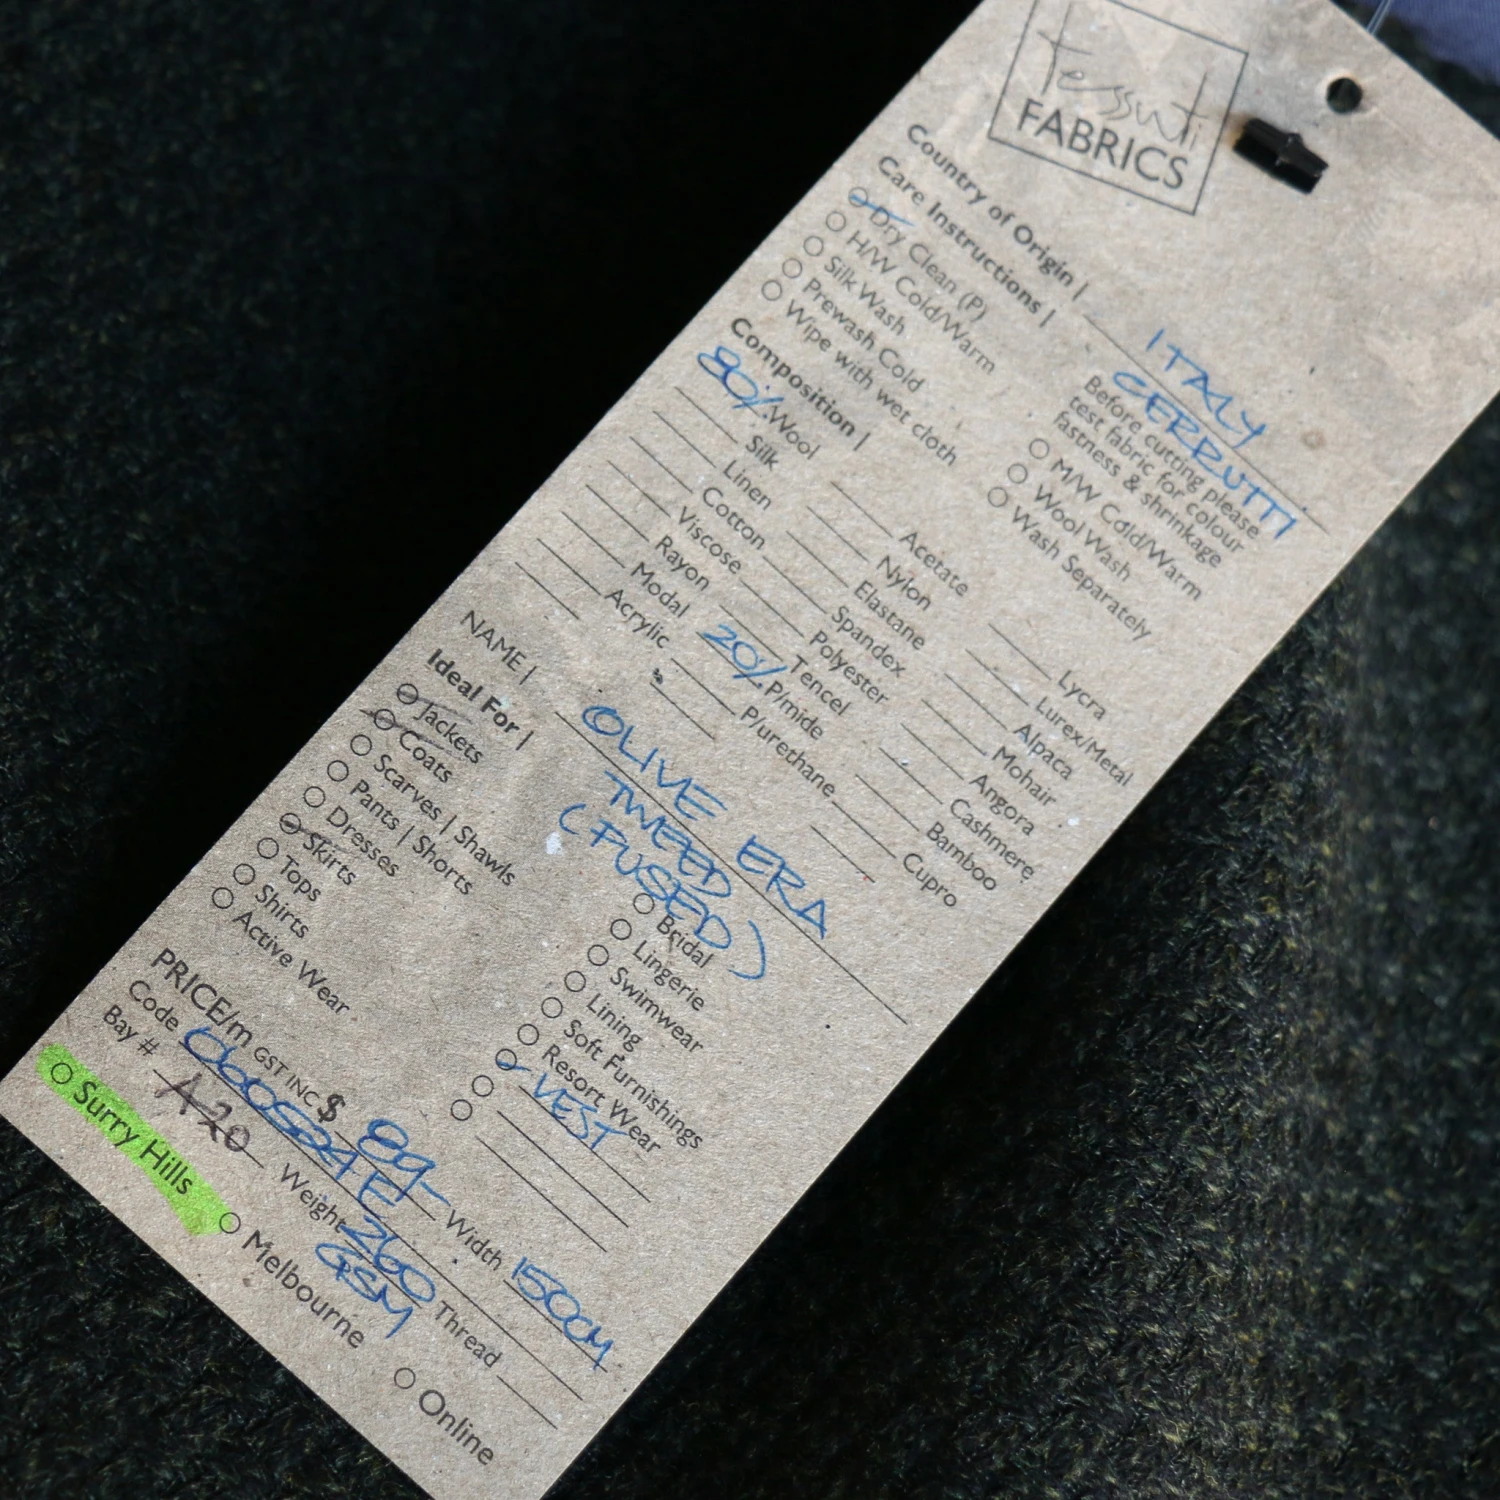 tessuti
FABRICS
Country of Origin | ITALY
Care Instructions | CERRUTTI
Dry Clean (P)
H/W Cold/Warm
Silk Wash
Prewash Cold
Wipe with wet cloth
Before cutting please
test fabric for colour
fastness & shrinkage
M/W Cold/Warm
Wool Wash
Wash Separately
Composition |
80% Wool
Silk
Linen
Cotton
Viscose
Rayon
Modal
Acrylic
Acetate
Nylon
Elastane
Spandex
Polyester
Tencel
20% P/mide
P/urethane
Lycra
Lurex/Metal
Alpaca
Mohair
Angora
Cashmere
Bamboo
Cupro
NAME | OLIVE ERA
TWEED
(FUSED)
Ideal For |
Jackets
Coats
Scarves | Shawls
Pants | Shorts
Dresses
Skirts
Tops
Shirts
Active Wear
Bridal
Lingerie
Swimwear
Lining
Soft Furnishings
Resort Wear
VEST
PRICE/m GST INC $ 89- Width 150CM
Code 060524E
Bay # A20 Weight 260 GSM Thread
Surry Hills Melbourne Online